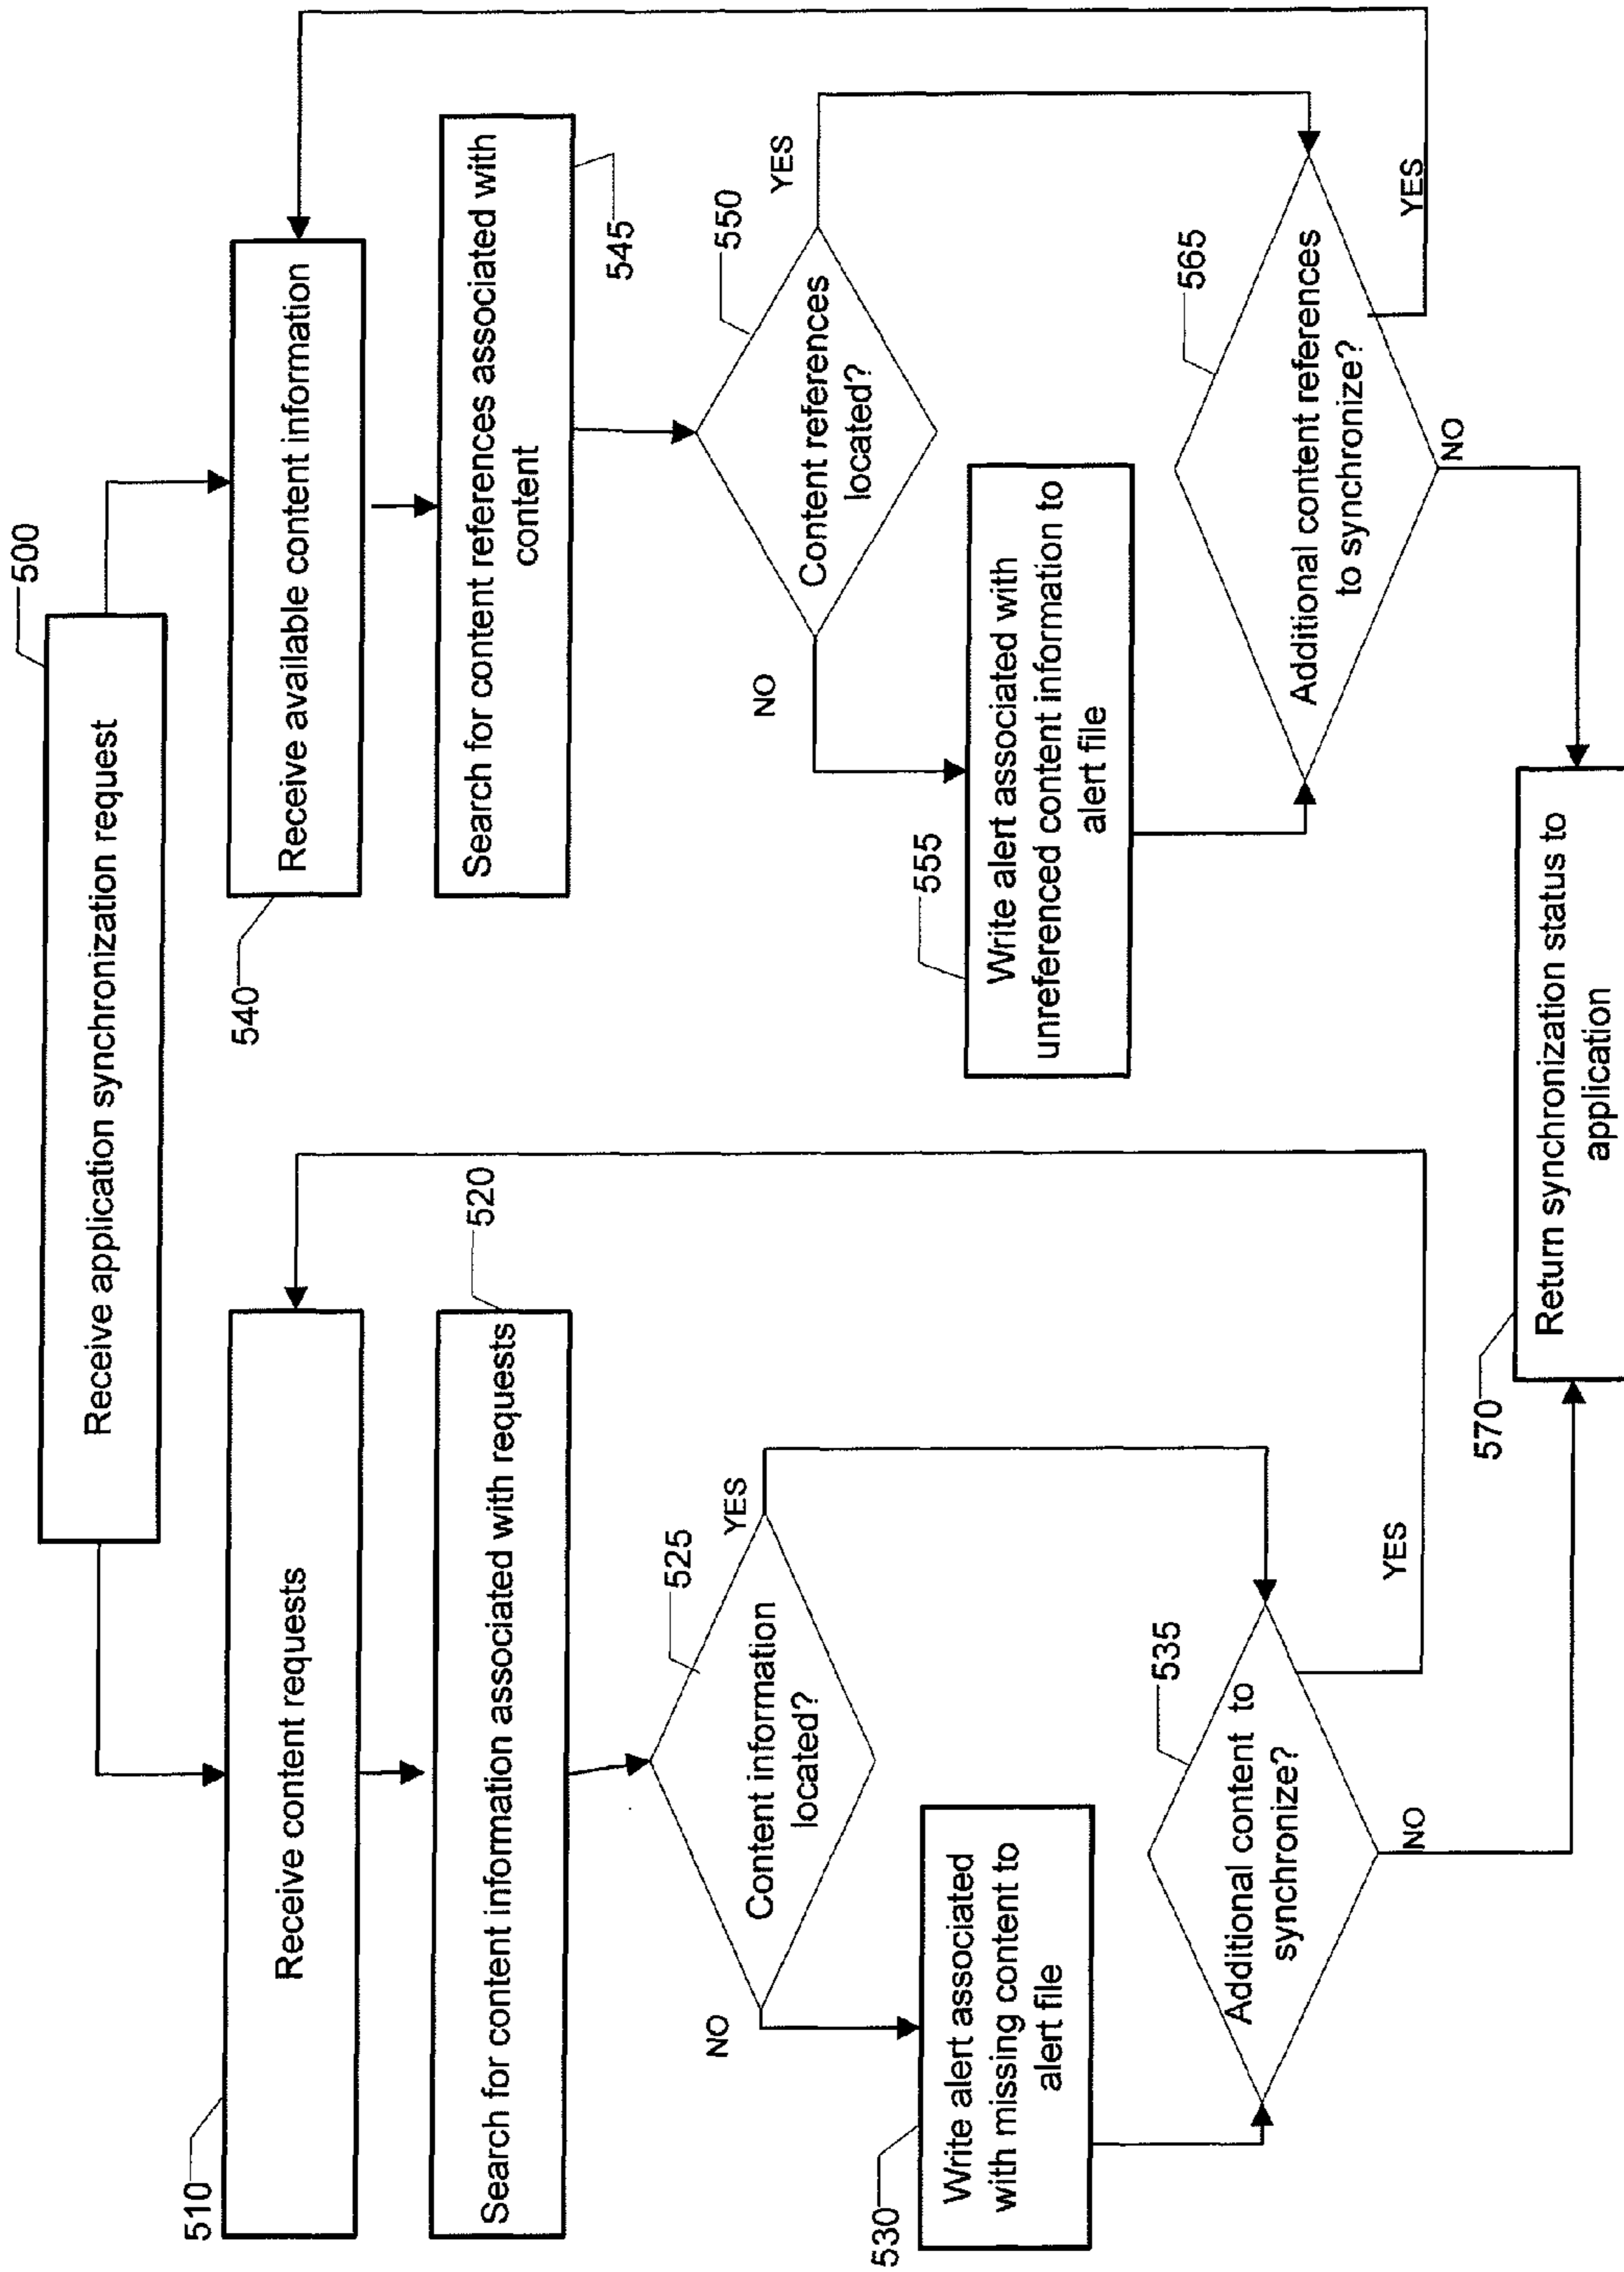 500
Receive application synchronization request
510
Receive content requests
520
Search for content information associated with requests
525
Content information
located?
YES
NO
530
Write alert associated
with missing content to
alert file
535
Additional content to
synchronize?
YES
NO
540
Receive available content information
545
Search for content references associated with
content
550
Content references
located?
YES
NO
555
Write alert associated with
unreferenced content information to
alert file
565
Additional content references
to synchronize?
YES
NO
570
Return synchronization status to
application